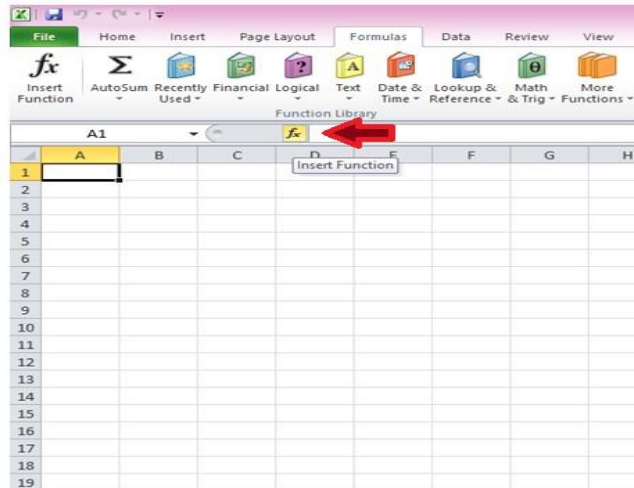 File Home Insert Page Layout Formulas Data Review View
fx Σ ? A θ
Insert Function AutoSum Recently Used Financial Logical Text Date & Time Lookup & Reference Math & Trig More Functions
Function Library
A1 fx
A B C D E F G H
Insert Function
1
2
3
4
5
6
7
8
9
10
11
12
13
14
15
16
17
18
19